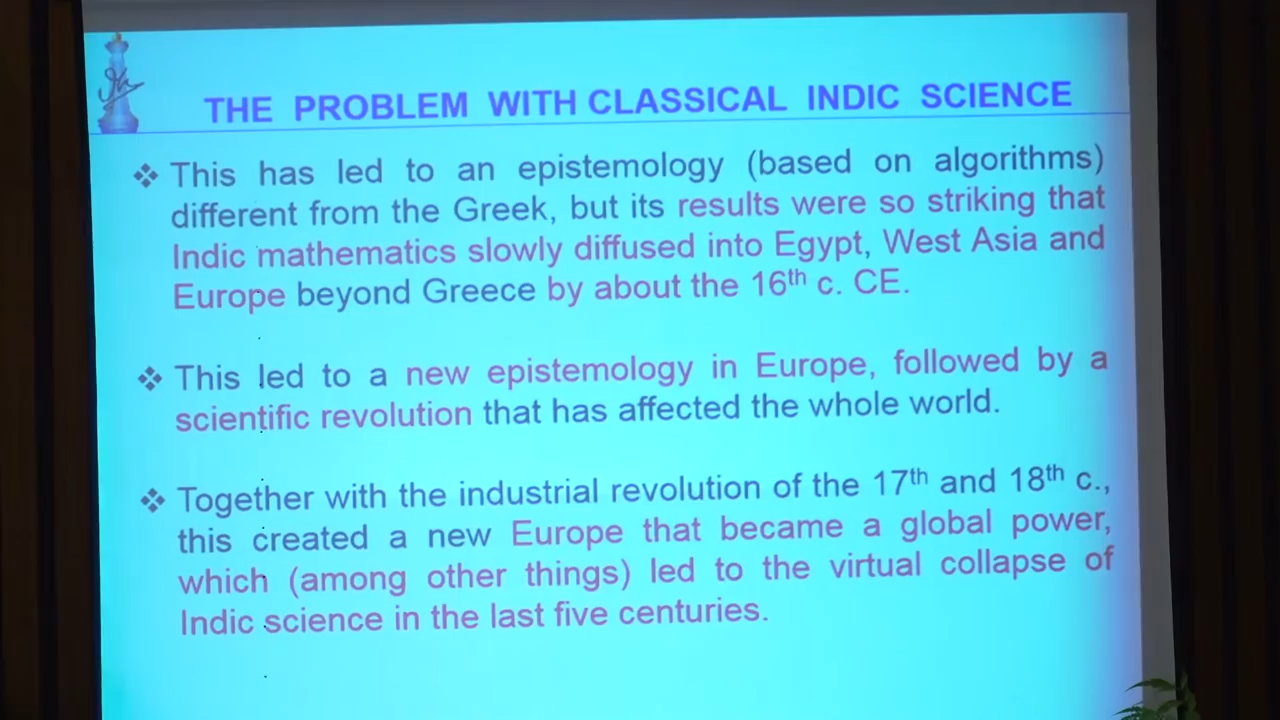 THE PROBLEM WITH CLASSICAL INDIC SCIENCE
❖ This has led to an epistemology (based on algorithms)
different from the Greek, but its results were so striking that
Indic mathematics slowly diffused into Egypt, West Asia and
Europe beyond Greece by about the 16th c. CE.
❖ This led to a new epistemology in Europe, followed by a
scientific revolution that has affected the whole world.
❖ Together with the industrial revolution of the 17th and 18th c.,
this created a new Europe that became a global power,
which (among other things) led to the virtual collapse of
Indic science in the last five centuries.